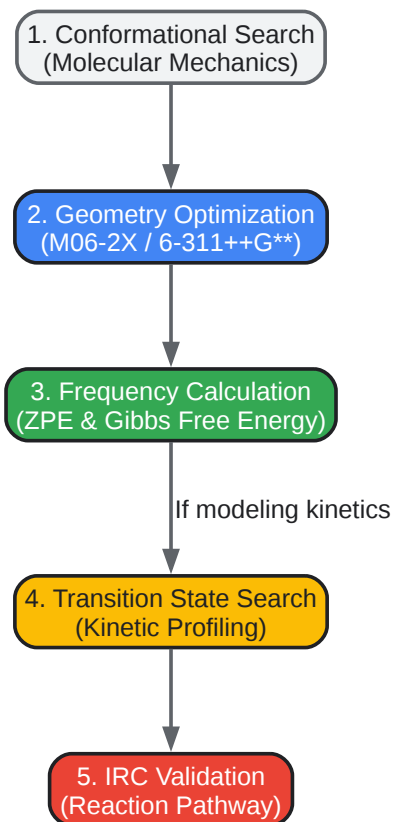 1. Conformational Search
(Molecular Mechanics)
2. Geometry Optimization
(M06-2X / 6-311++G**)
3. Frequency Calculation
(ZPE & Gibbs Free Energy)
If modeling kinetics
4. Transition State Search
(Kinetic Profiling)
5. IRC Validation
(Reaction Pathway)